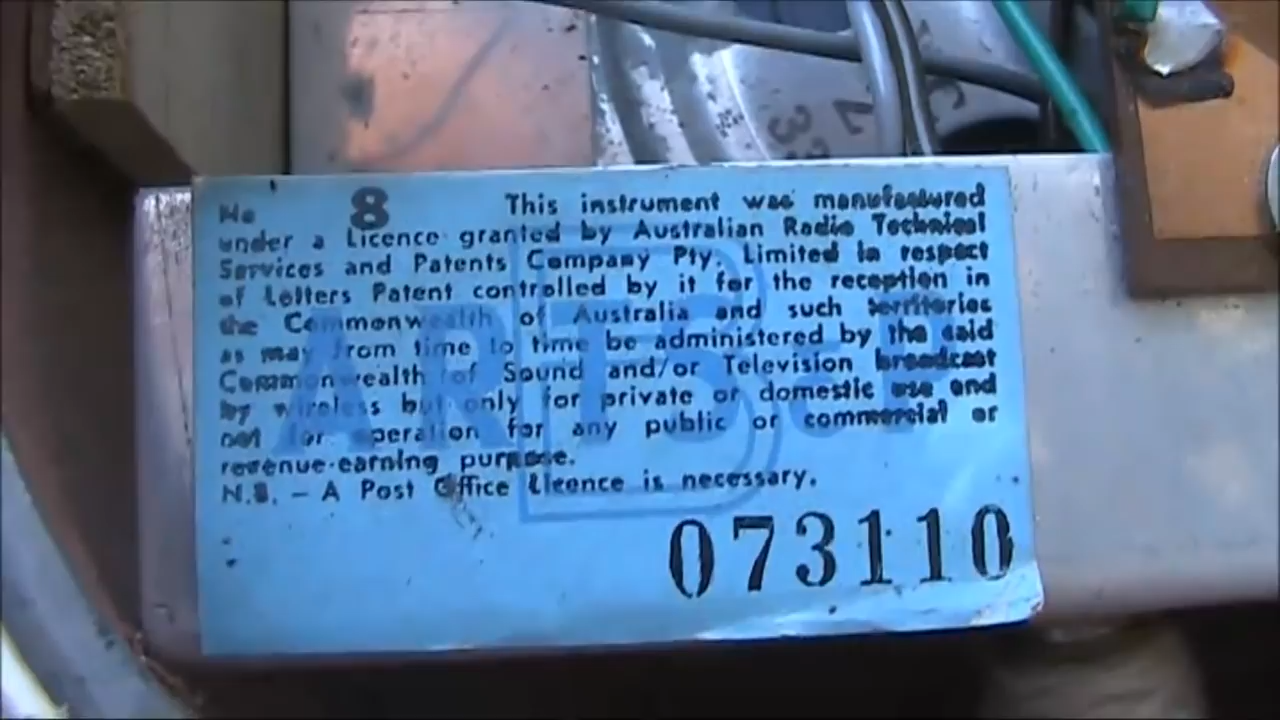 No 8 This instrument was manufactured
under a Licence granted by Australian Radio Technical
Services and Patents Company Pty. Limited in respect
of Letters Patent controlled by it for the reception in
the Commonwealth of Australia and such territories
as may from time to time be administered by the said
Commonwealth of Sound and/or Television broadcast
by wireless but only for private or domestic use and
not for operation for any public or commercial or
revenue-earning purpose.
N.B. – A Post Office Licence is necessary.
073110